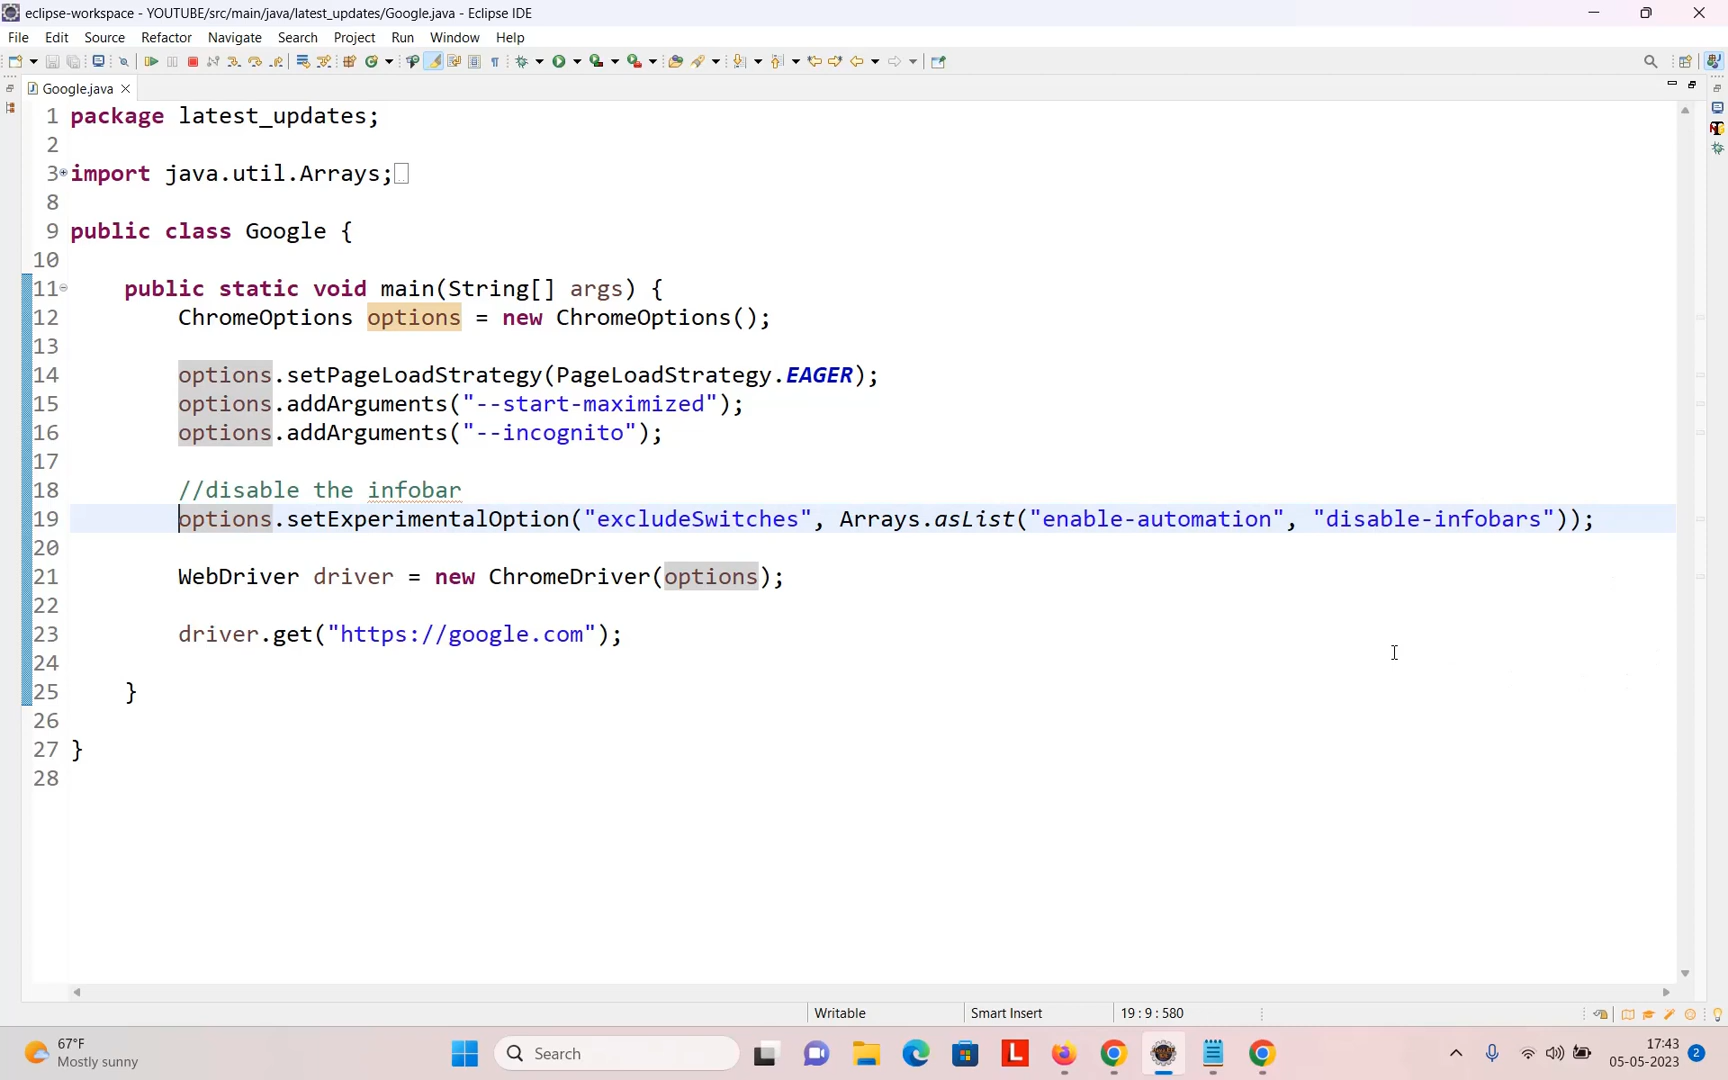 eclipse-workspace - YOUTUBE/src/main/java/latest_updates/Google.java - Eclipse IDE
File Edit Source Refactor Navigate Search Project Run Window Help
Google.java
1 package latest_updates;
2
3 import java.util.Arrays;
8
9 public class Google {
10
11 public static void main(String[] args) {
12 ChromeOptions options = new ChromeOptions();
13
14 options.setPageLoadStrategy(PageLoadStrategy.EAGER);
15 options.addArguments("--start-maximized");
16 options.addArguments("--incognito");
17
18 //disable the infobar
19 options.setExperimentalOption("excludeSwitches", Arrays.asList("enable-automation", "disable-infobars"));
20
21 WebDriver driver = new ChromeDriver(options);
22
23 driver.get("https://google.com");
24
25 }
26
27 }
28
Writable Smart Insert 19 : 9 : 580
67°F
Mostly sunny
Search
L
17:43
05-05-2023
2